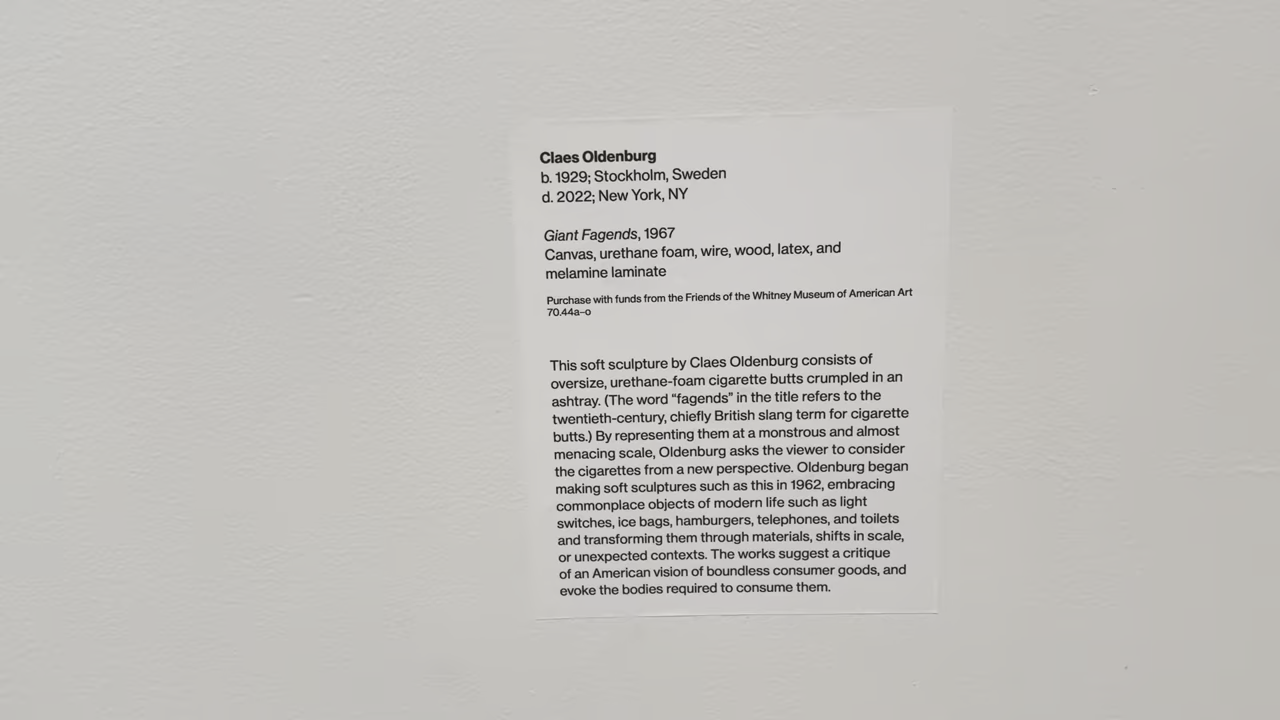 Claes Oldenburg
b. 1929; Stockholm, Sweden
d. 2022; New York, NY
Giant Fagends, 1967
Canvas, urethane foam, wire, wood, latex, and
melamine laminate
Purchase with funds from the Friends of the Whitney Museum of American Art
70.44a–o
This soft sculpture by Claes Oldenburg consists of
oversize, urethane-foam cigarette butts crumpled in an
ashtray. (The word “fagends” in the title refers to the
twentieth-century, chiefly British slang term for cigarette
butts.) By representing them at a monstrous and almost
menacing scale, Oldenburg asks the viewer to consider
the cigarettes from a new perspective. Oldenburg began
making soft sculptures such as this in 1962, embracing
commonplace objects of modern life such as light
switches, ice bags, hamburgers, telephones, and toilets
and transforming them through materials, shifts in scale,
or unexpected contexts. The works suggest a critique
of an American vision of boundless consumer goods, and
evoke the bodies required to consume them.